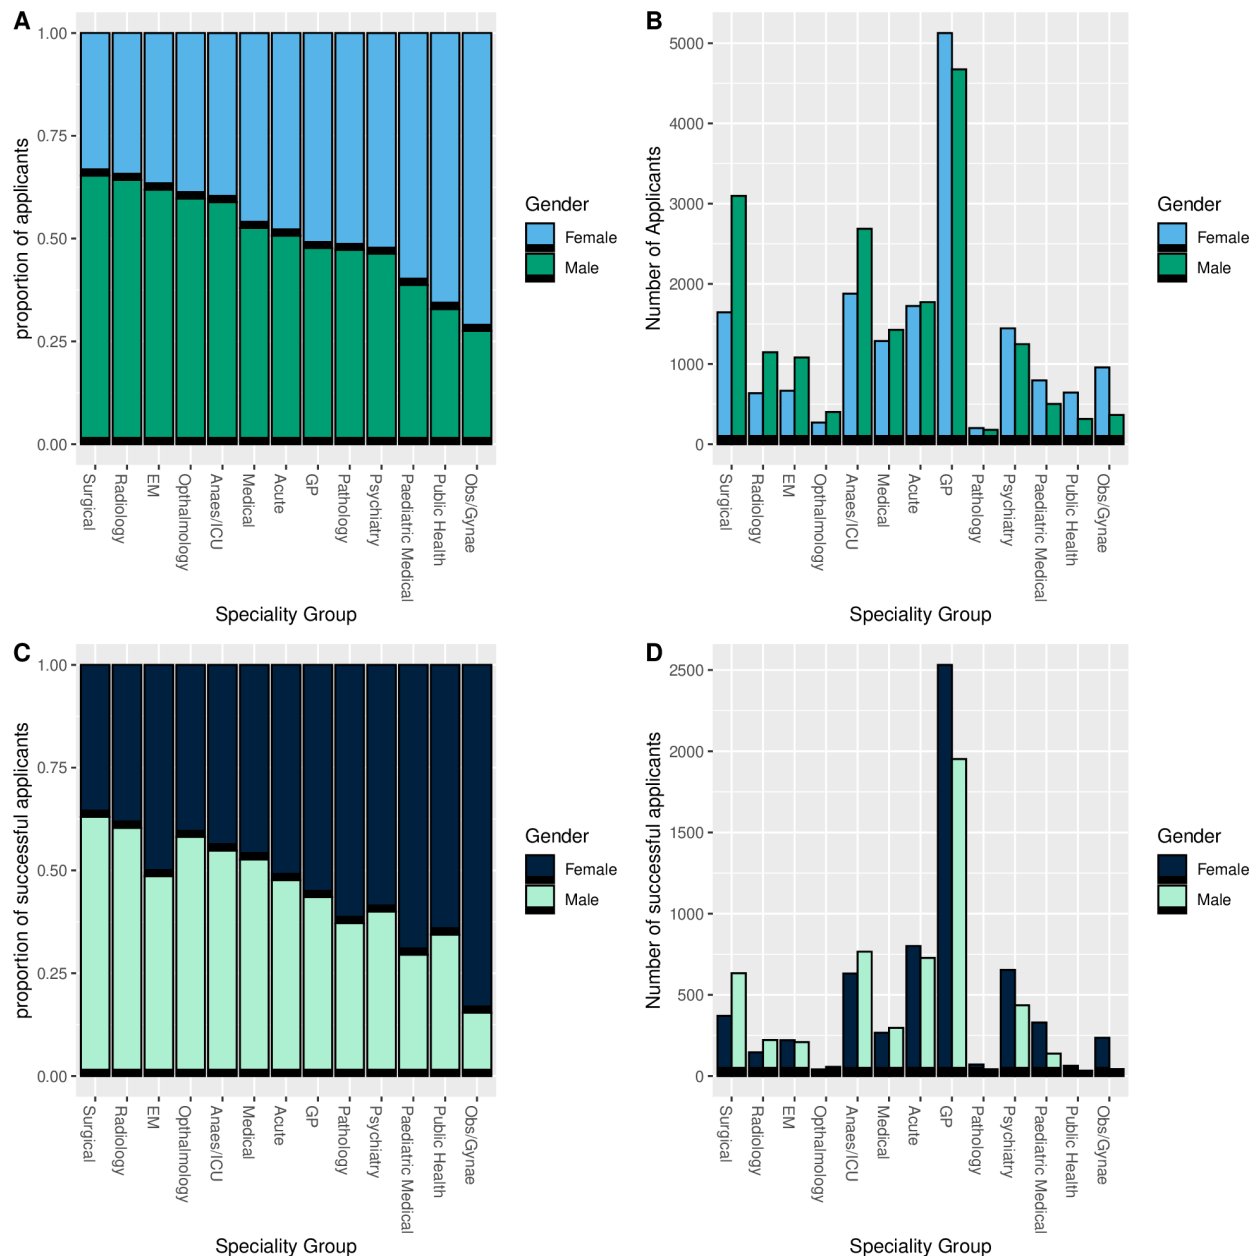 A
proportion of applicants
1.00
0.75
0.50
0.25
0.00
Surgical
Radiology
EM
Opthalmology
Anaes/ICU
Medical
Acute
GP
Pathology
Psychiatry
Paediatric Medical
Public Health
Obs/Gynae
Speciality Group
Gender
Female
Male
B
Number of Applicants
5000
4000
3000
2000
1000
0
Surgical
Radiology
EM
Opthalmology
Anaes/ICU
Medical
Acute
GP
Pathology
Psychiatry
Paediatric Medical
Public Health
Obs/Gynae
Speciality Group
Gender
Female
Male
C
proportion of successful applicants
1.00
0.75
0.50
0.25
0.00
Surgical
Radiology
EM
Opthalmology
Anaes/ICU
Medical
Acute
GP
Pathology
Psychiatry
Paediatric Medical
Public Health
Obs/Gynae
Speciality Group
Gender
Female
Male
D
Number of successful applicants
2500
2000
1500
1000
500
0
Surgical
Radiology
EM
Opthalmology
Anaes/ICU
Medical
Acute
GP
Pathology
Psychiatry
Paediatric Medical
Public Health
Obs/Gynae
Speciality Group
Gender
Female
Male